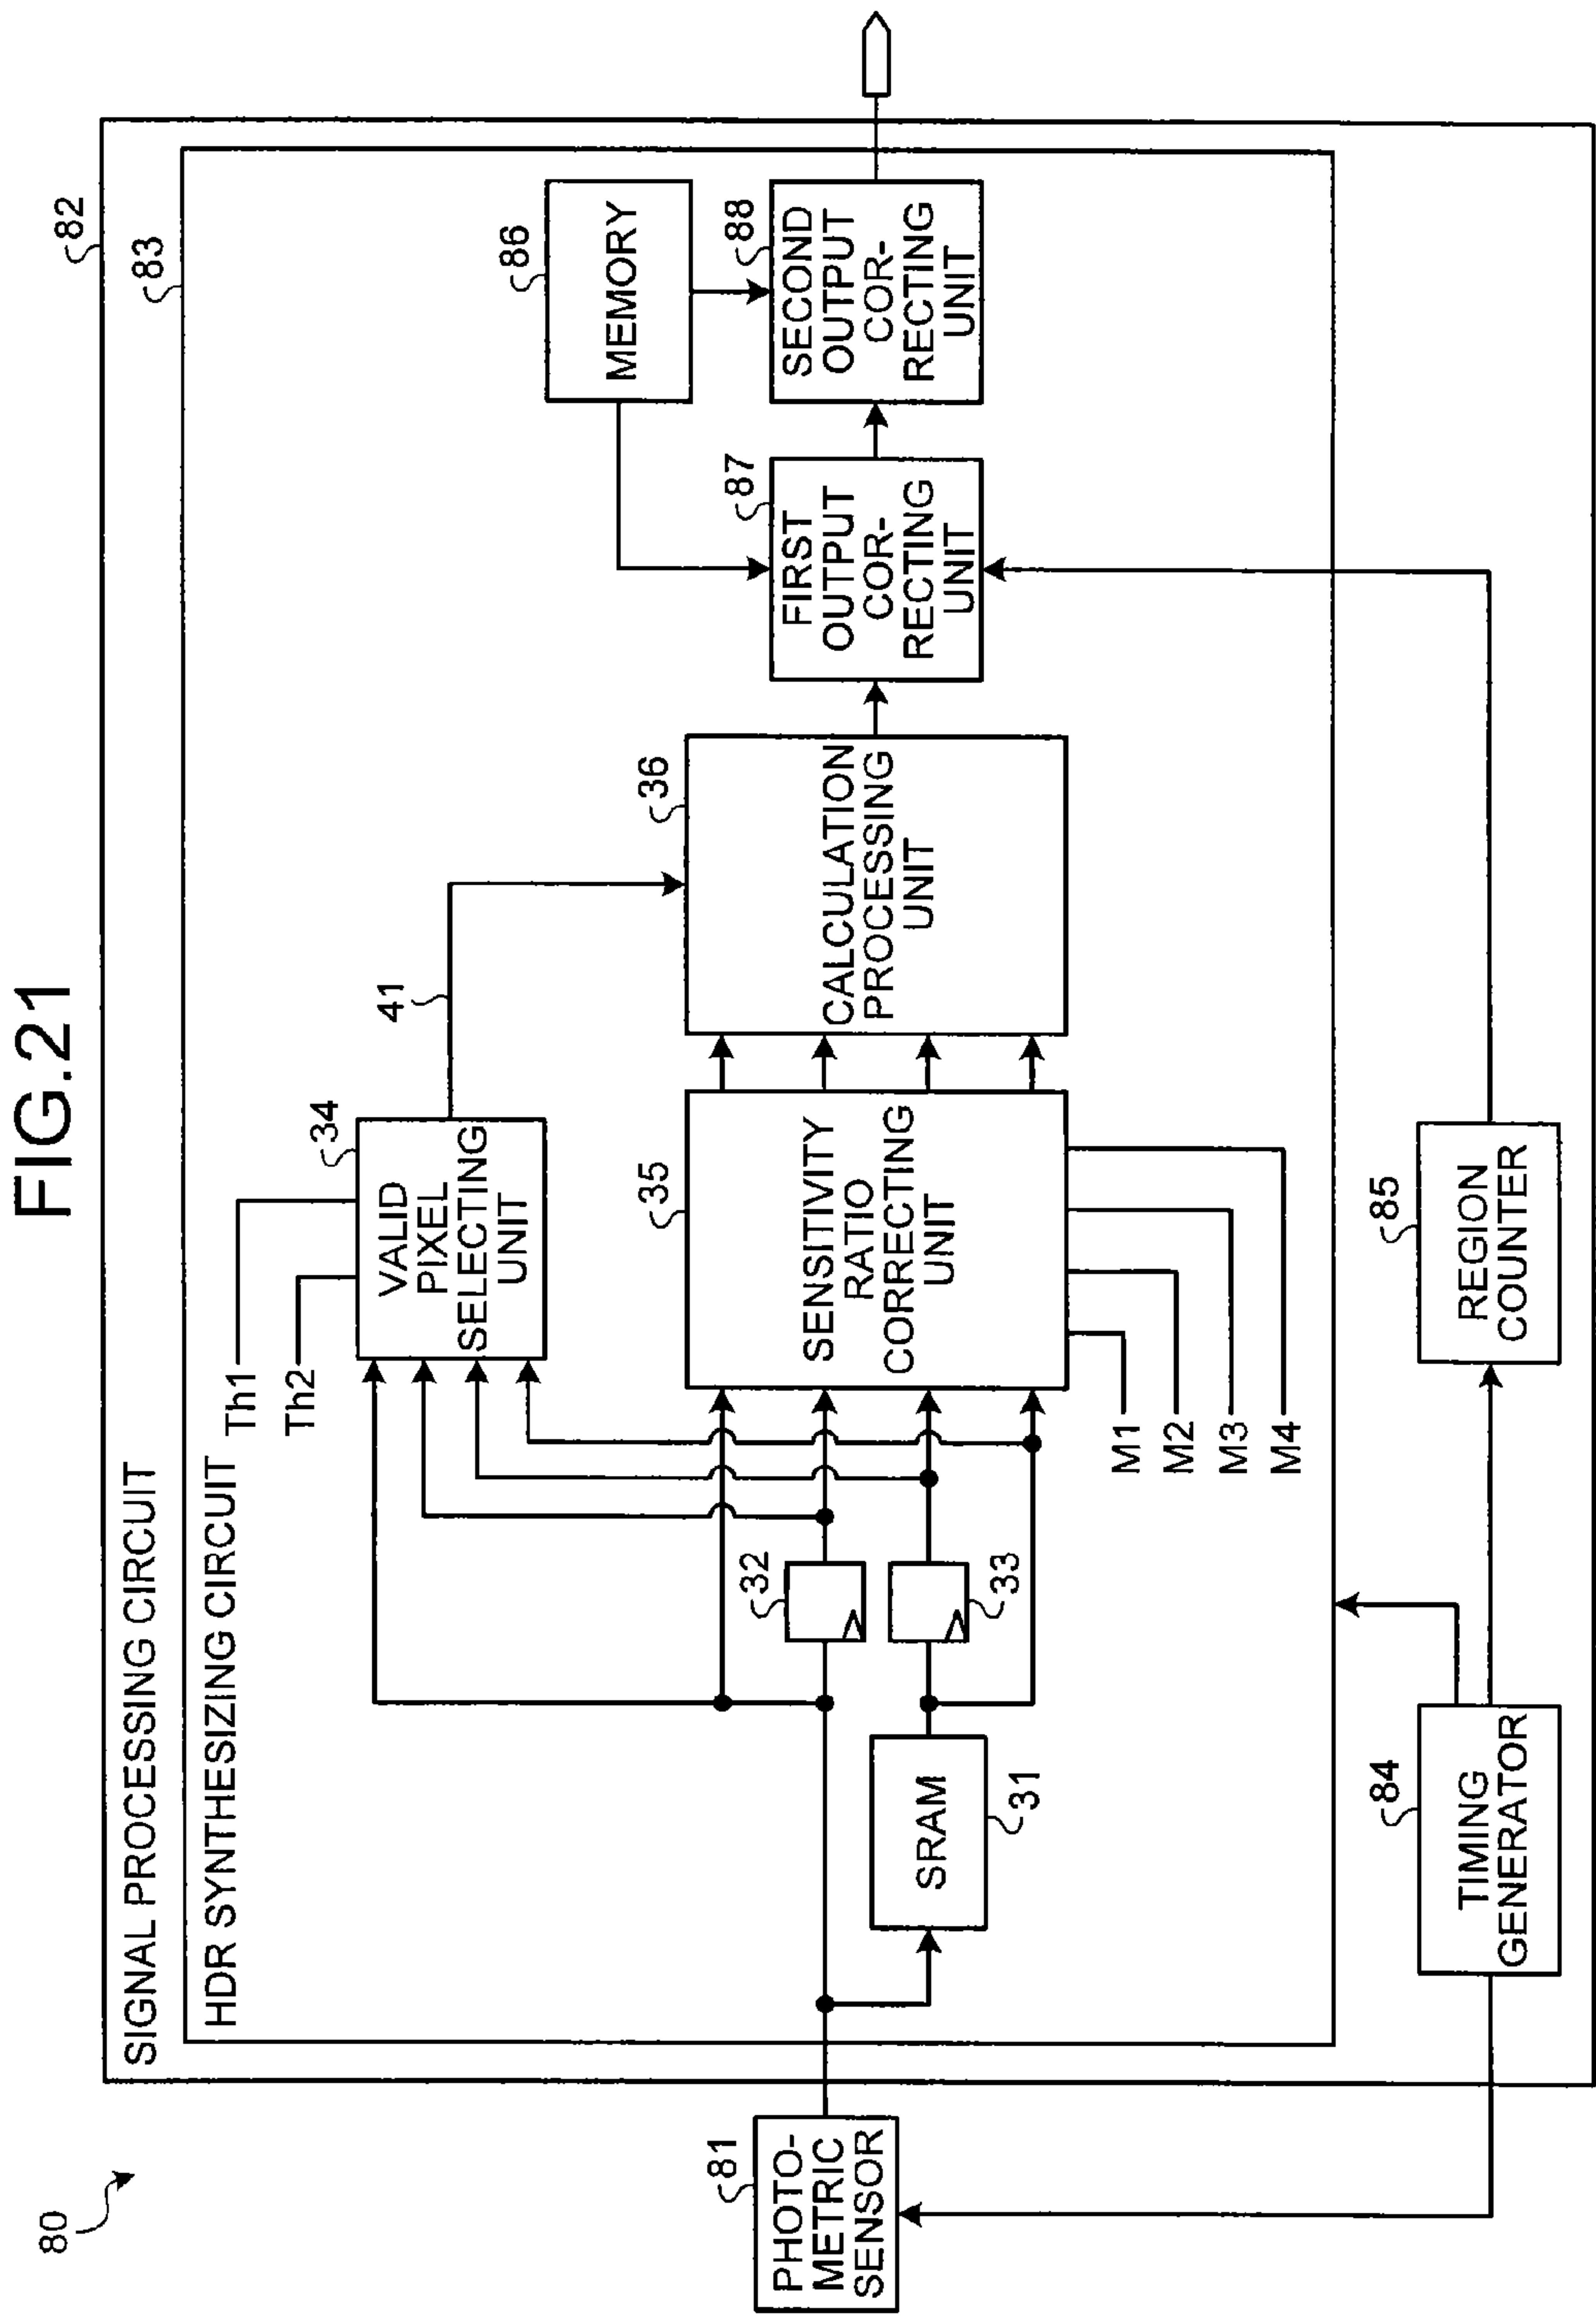 FIG.21
80
82
SIGNAL PROCESSING CIRCUIT
83
HDR SYNTHESIZING CIRCUIT
Th1
Th2
34
VALID
PIXEL
SELECTING
UNIT
41
86
MEMORY
81
PHOTO-
METRIC
SENSOR
32
33
SRAM
31
35
SENSITIVITY
RATIO
CORRECTING
UNIT
M1
M2
M3
M4
36
CALCULATION
PROCESSING
UNIT
87
FIRST
OUTPUT
COR-
RECTING
UNIT
88
SECOND
OUTPUT
COR-
RECTING
UNIT
84
TIMING
GENERATOR
85
REGION
COUNTER